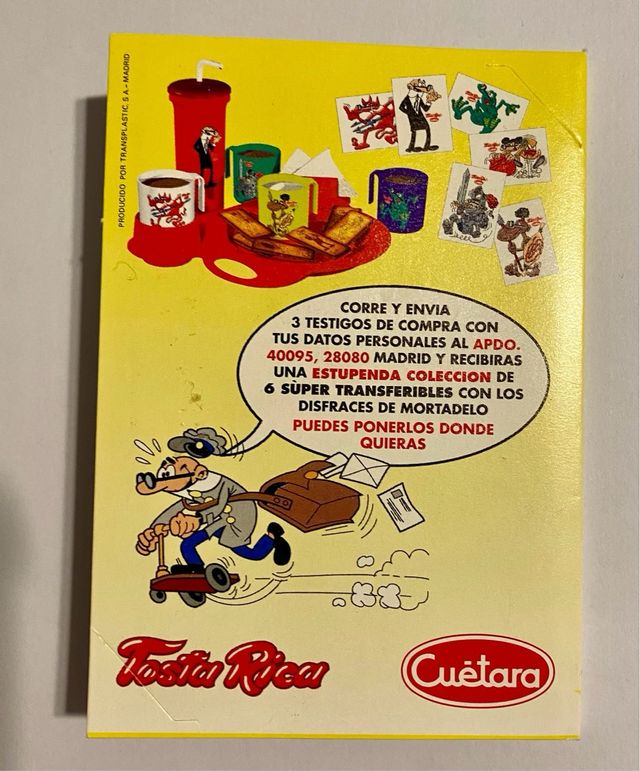 PRODUCIDO POR TRANSPLASTIC, S.A.- MADRID
CORRE Y ENVIA
3 TESTIGOS DE COMPRA CON
TUS DATOS PERSONALES AL APDO.
40095, 28080 MADRID Y RECIBIRAS
UNA ESTUPENDA COLECCION DE
6 SÙPER TRANSFERIBLES CON LOS
DISFRACES DE MORTADELO
PUEDES PONERLOS DONDE
QUIERAS
Tosta Rica
Cuétara